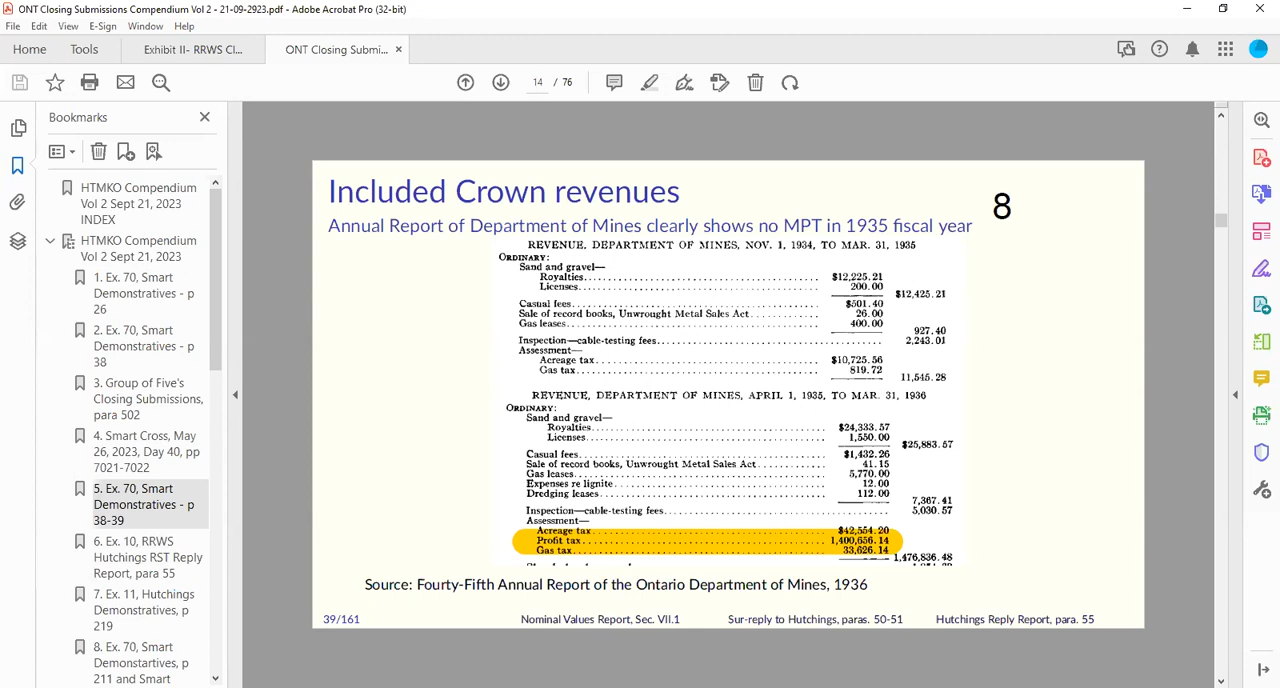 ONT Closing Submissions Compendium Vol 2 - 21-09-2923.pdf - Adobe Acrobat Pro (32-bit)
File Edit View E-Sign Window Help
Home Tools Exhibit II- RRWS Cl... ONT Closing Submi... ×
14 / 76
Bookmarks
HTMKO Compendium
Vol 2 Sept 21, 2023
INDEX
HTMKO Compendium
Vol 2 Sept 21, 2023
1. Ex. 70, Smart
Demonstratives - p
26
2. Ex. 70, Smart
Demonstratives - p
38
3. Group of Five's
Closing Submissions,
para 502
4. Smart Cross, May
26, 2023, Day 40, pp
7021-7022
5. Ex. 70, Smart
Demonstratives - p
38-39
6. Ex. 10, RRWS
Hutchings RST Reply
Report, para 55
7. Ex. 11, Hutchings
Demonstratives, p
219
8. Ex. 70, Smart
Demonstartives, p
211 and Smart
Included Crown revenues
8
Annual Report of Department of Mines clearly shows no MPT in 1935 fiscal year
REVENUE, DEPARTMENT OF MINES, NOV. 1, 1934, TO MAR. 31, 1935
ORDINARY:
Sand and gravel—
Royalties $12,225.21
Licenses 200.00
$12,425.21
Casual fees $501.40
Sale of record books, Unwrought Metal Sales Act 26.00
Gas leases 400.00
927.40
Inspection—cable-testing fees 2,243.01
Assessment—
Acreage tax $10,725.56
Gas tax 819.72
11,545.28
REVENUE, DEPARTMENT OF MINES, APRIL 1, 1935, TO MAR. 31, 1936
ORDINARY:
Sand and gravel—
Royalties $24,333.57
Licenses 1,550.00
$25,883.57
Casual fees $1,432.26
Sale of record books, Unwrought Metal Sales Act 41.15
Gas leases 5,770.00
Expenses re lignite 12.00
Dredging leases 112.00
7,367.41
Inspection—cable-testing fees 5,030.57
Assessment—
Acreage tax $42,554.20
Profit tax 1,400,656.14
Gas tax 33,626.14
1,476,836.48
Source: Fourty-Fifth Annual Report of the Ontario Department of Mines, 1936
39/161 Nominal Values Report, Sec. VII.1 Sur-reply to Hutchings, paras. 50-51 Hutchings Reply Report, para. 55